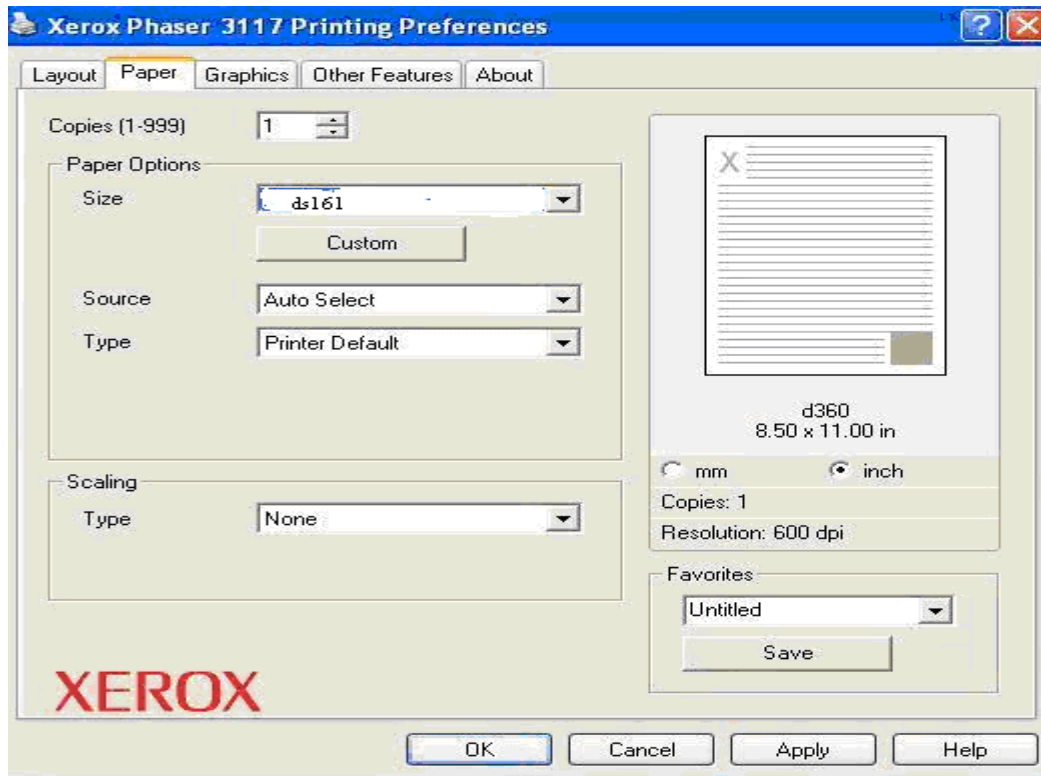 Xerox Phaser 3117 Printing Preferences
Layout Paper Graphics Other Features About
Copies (1-999) 1
Paper Options
Size ds161
Custom
Source Auto Select
Type Printer Default
X
d360
8.50 x 11.00 in
mm inch
Copies: 1
Resolution: 600 dpi
Scaling
Type None
Favorites
Untitled
Save
XEROX
OK Cancel Apply Help